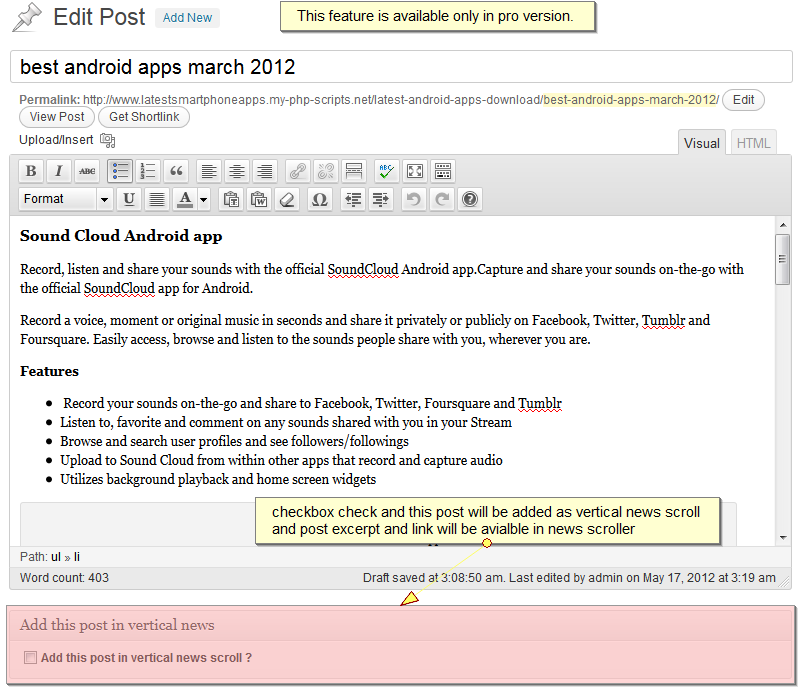 Edit Post Add New
This feature is available only in pro version.
best android apps march 2012
Permalink: http://www.latestsmartphoneapps.my-php-scripts.net/latest-android-apps-download/best-android-apps-march-2012/ Edit
View Post Get Shortlink
Upload/Insert
Visual HTML
B I ABC 1 2 3 “ ABC
Format U A T W Ω ?
Sound Cloud Android app
Record, listen and share your sounds with the official SoundCloud Android app.Capture and share your sounds on-the-go with
the official SoundCloud app for Android.
Record a voice, moment or original music in seconds and share it privately or publicly on Facebook, Twitter, Tumblr and
Foursquare. Easily access, browse and listen to the sounds people share with you, wherever you are.
Features
• Record your sounds on-the-go and share to Facebook, Twitter, Foursquare and Tumblr
• Listen to, favorite and comment on any sounds shared with you in your Stream
• Browse and search user profiles and see followers/followings
• Upload to Sound Cloud from within other apps that record and capture audio
• Utilizes background playback and home screen widgets
checkbox check and this post will be added as vertical news scroll
and post excerpt and link will be avialble in news scroller
Path: ul » li
Word count: 403 Draft saved at 3:08:50 am. Last edited by admin on May 17, 2012 at 3:19 am
Add this post in vertical news
Add this post in vertical news scroll ?